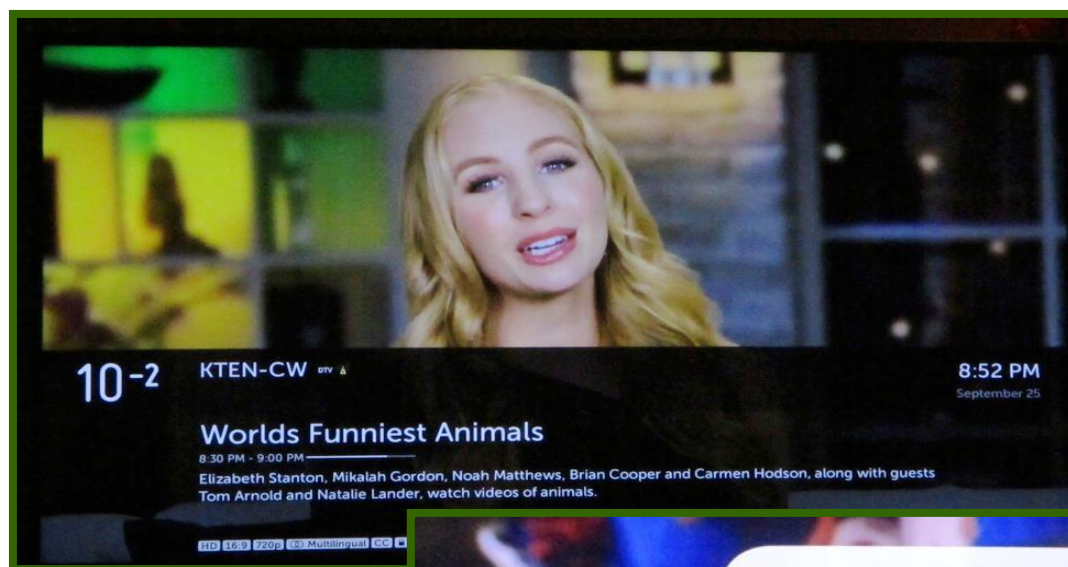 10-2
KTEN-CW DTV
8:52 PM
September 25
Worlds Funniest Animals
8:30 PM - 9:00 PM
Elizabeth Stanton, Mikalah Gordon, Noah Matthews, Brian Cooper and Carmen Hodson, along with guests
Tom Arnold and Natalie Lander, watch videos of animals.
HD 16:9 720p Multilingual CC